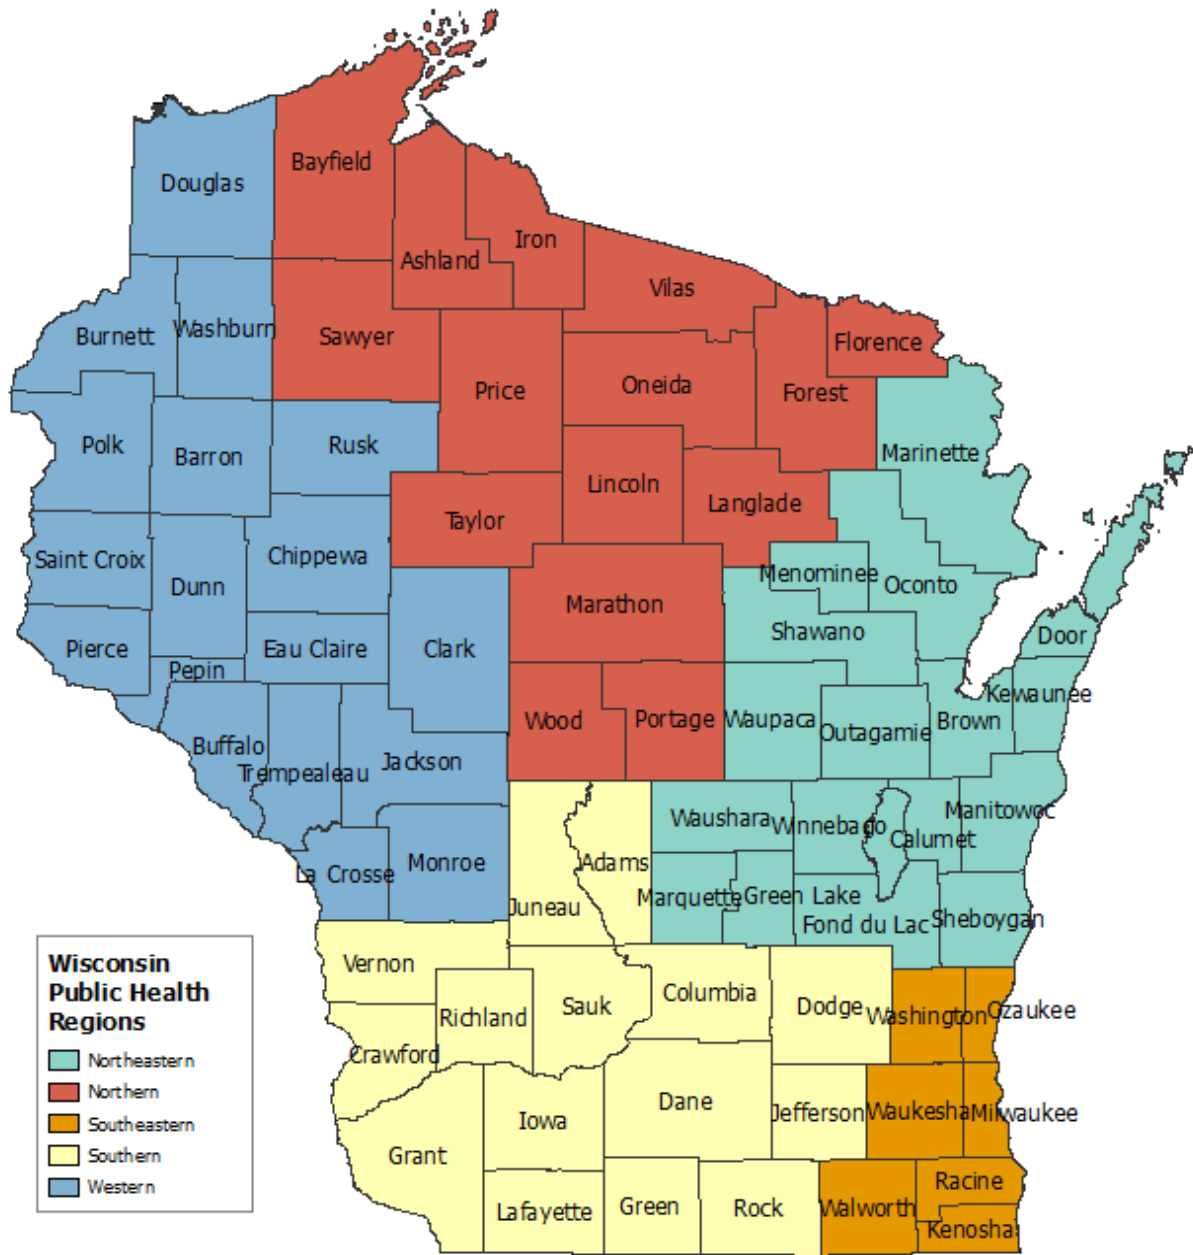 Bayfield
Douglas
Iron
Ashland
Vilas
Burnett
Washburn
Sawyer
Florence
Price
Oneida
Forest
Polk
Barron
Rusk
Marinette
Lincoln
Langlade
Taylor
Saint Croix
Chippewa
Menominee
Dunn
Oconto
Marathon
Shawano
Pierce
Eau Claire
Clark
Door
Pepin
Kewaunee
Wood
Portage
Waupaca
Brown
Outagamie
Buffalo
Trempealeau
Jackson
Waushara
Winnebago
Manitowoc
Calumet
Adams
La Crosse
Monroe
Marquette
Green Lake
Juneau
Fond du Lac
Sheboygan
Vernon
Columbia
Sauk
Dodge
Washington
Ozaukee
Richland
Crawford
Dane
Iowa
Jefferson
Waukesha
Milwaukee
Grant
Racine
Lafayette
Green
Rock
Walworth
Kenosha
Wisconsin
Public Health
Regions
Northeastern
Northern
Southeastern
Southern
Western